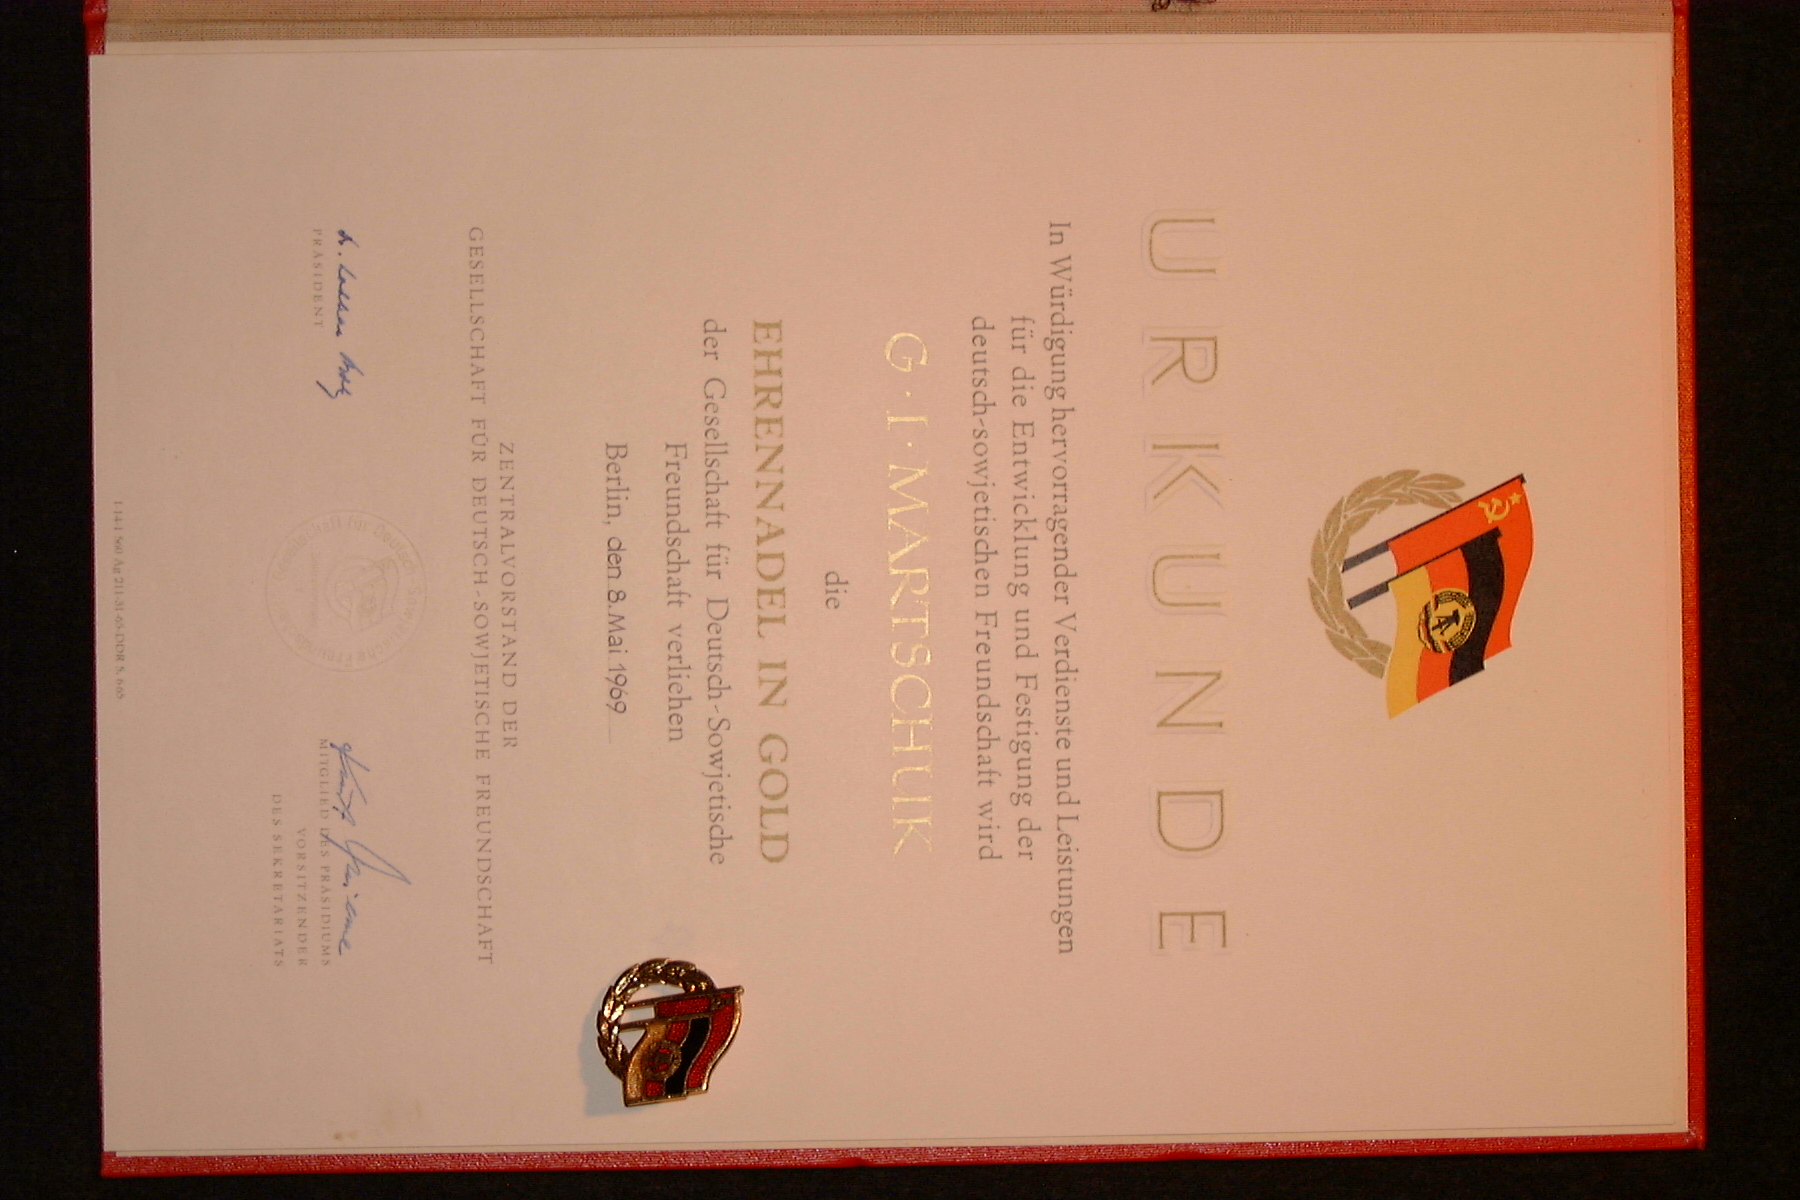 URKUNDE
In Würdigung hervorragender Verdienste und Leistungen
für die Entwicklung und Festigung der
deutsch-sowjetischen Freundschaft wird
G·I·MARTSCHUK
die
EHRENNADEL IN GOLD
der Gesellschaft für Deutsch-Sowjetische
Freundschaft verliehen
Berlin, den 8.Mai 1969
ZENTRALVORSTAND DER
GESELLSCHAFT FÜR DEUTSCH-SOWJETISCHE FREUNDSCHAFT
PRÄSIDENT
MITGLIED DES PRÄSIDIUMS
VORSITZENDER
DES SEKRETARIATS